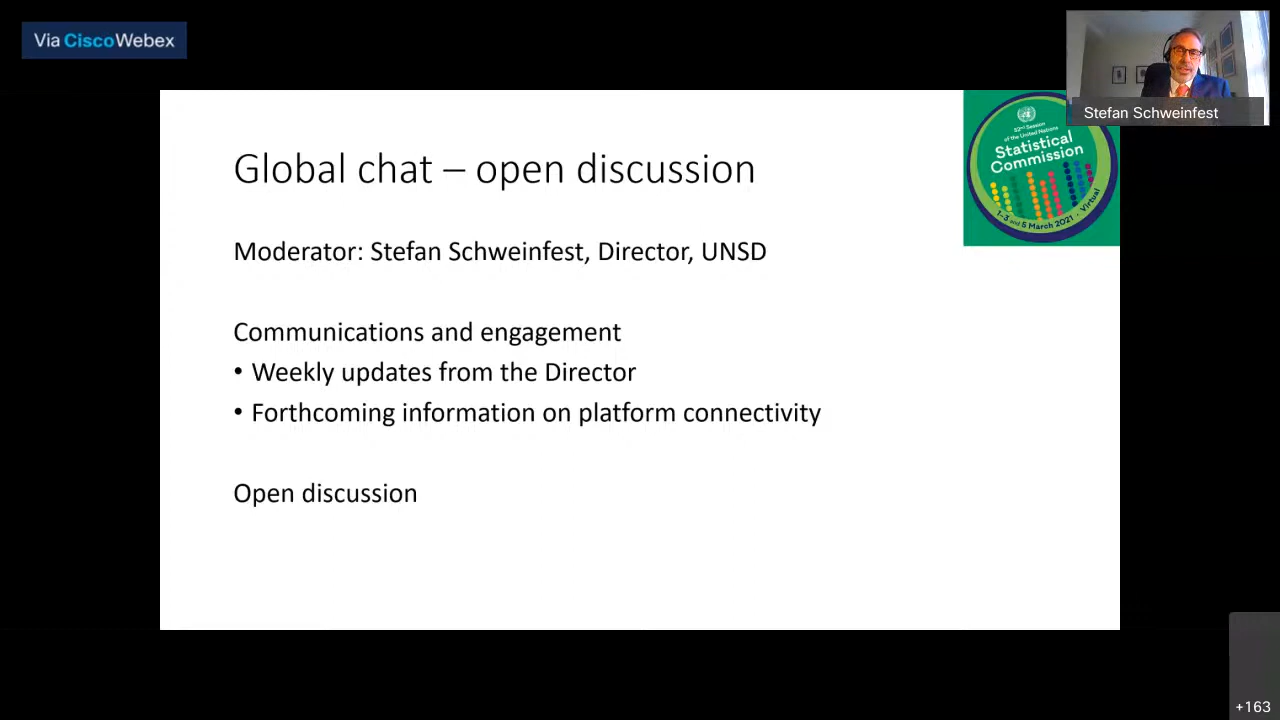 Via CiscoWebex
Stefan Schweinfest
52nd Session
of the United Nations
Statistical
Commission
1-3 and 5 March 2021 • Virtual
Global chat – open discussion
Moderator: Stefan Schweinfest, Director, UNSD
Communications and engagement
• Weekly updates from the Director
• Forthcoming information on platform connectivity
Open discussion
+163